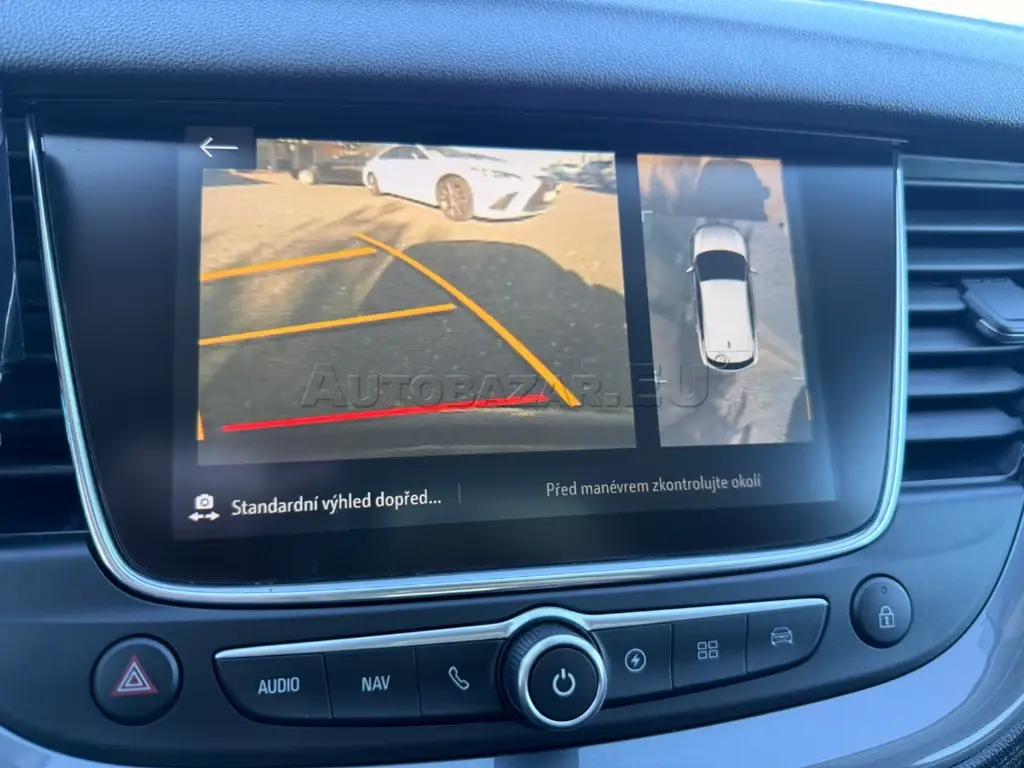 AUTOBAZAR.EU
Standardní výhled dopřed...
Před manévrem zkontrolujte okolí
AUDIO
NAV